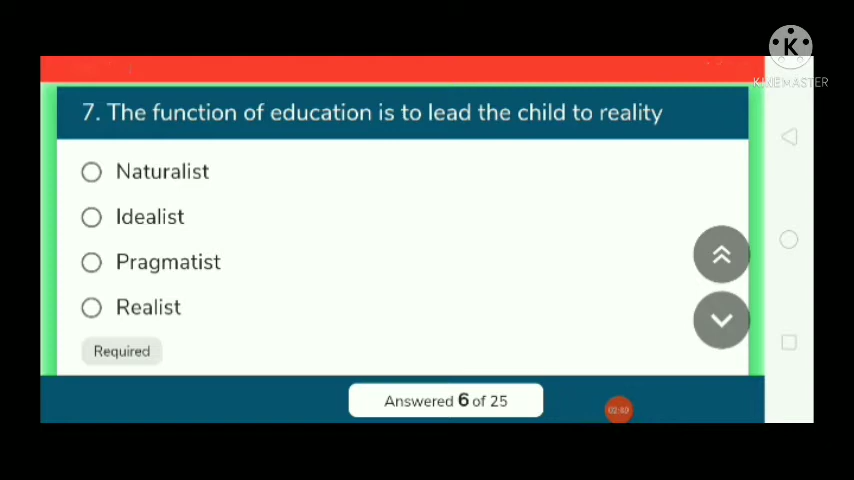 K
KINEMASTER
7. The function of education is to lead the child to reality
Naturalist
Idealist
Pragmatist
Realist
Required
Answered 6 of 25